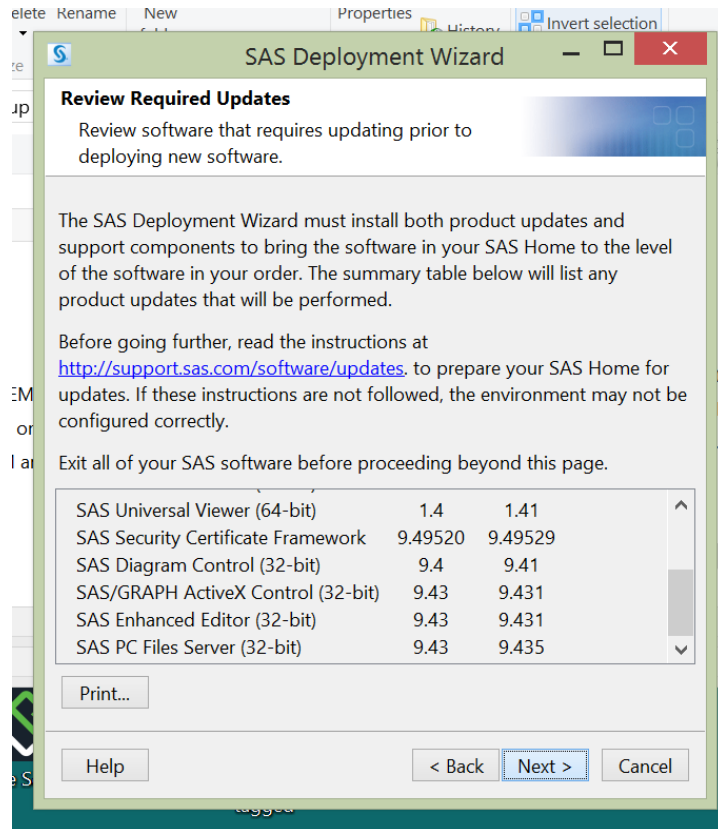 elete Rename New Properties
History
Invert selection
SAS Deployment Wizard
up
Review Required Updates
Review software that requires updating prior to
deploying new software.
The SAS Deployment Wizard must install both product updates and
support components to bring the software in your SAS Home to the level
of the software in your order. The summary table below will list any
product updates that will be performed.
Before going further, read the instructions at
http://support.sas.com/software/updates. to prepare your SAS Home for
updates. If these instructions are not followed, the environment may not be
configured correctly.
EM
or
Exit all of your SAS software before proceeding beyond this page.
SAS Universal Viewer (64-bit) 1.4 1.41
SAS Security Certificate Framework 9.49520 9.49529
SAS Diagram Control (32-bit) 9.4 9.41
SAS/GRAPH ActiveX Control (32-bit) 9.43 9.431
SAS Enhanced Editor (32-bit) 9.43 9.431
SAS PC Files Server (32-bit) 9.43 9.435
Print...
Help < Back Next > Cancel
tagged